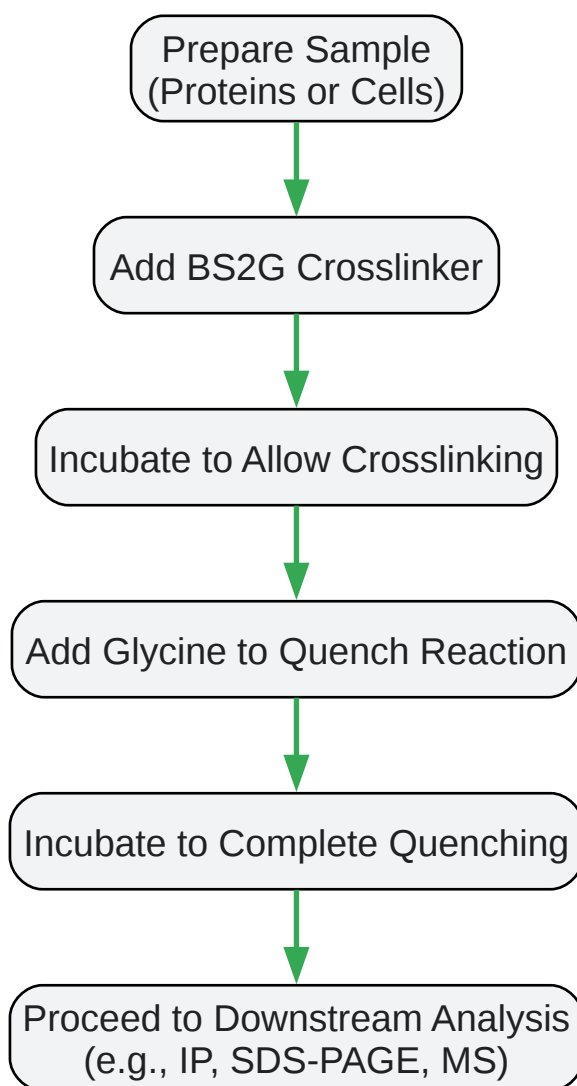 Prepare Sample
(Proteins or Cells)
Add BS2G Crosslinker
Incubate to Allow Crosslinking
Add Glycine to Quench Reaction
Incubate to Complete Quenching
Proceed to Downstream Analysis
(e.g., IP, SDS-PAGE, MS)